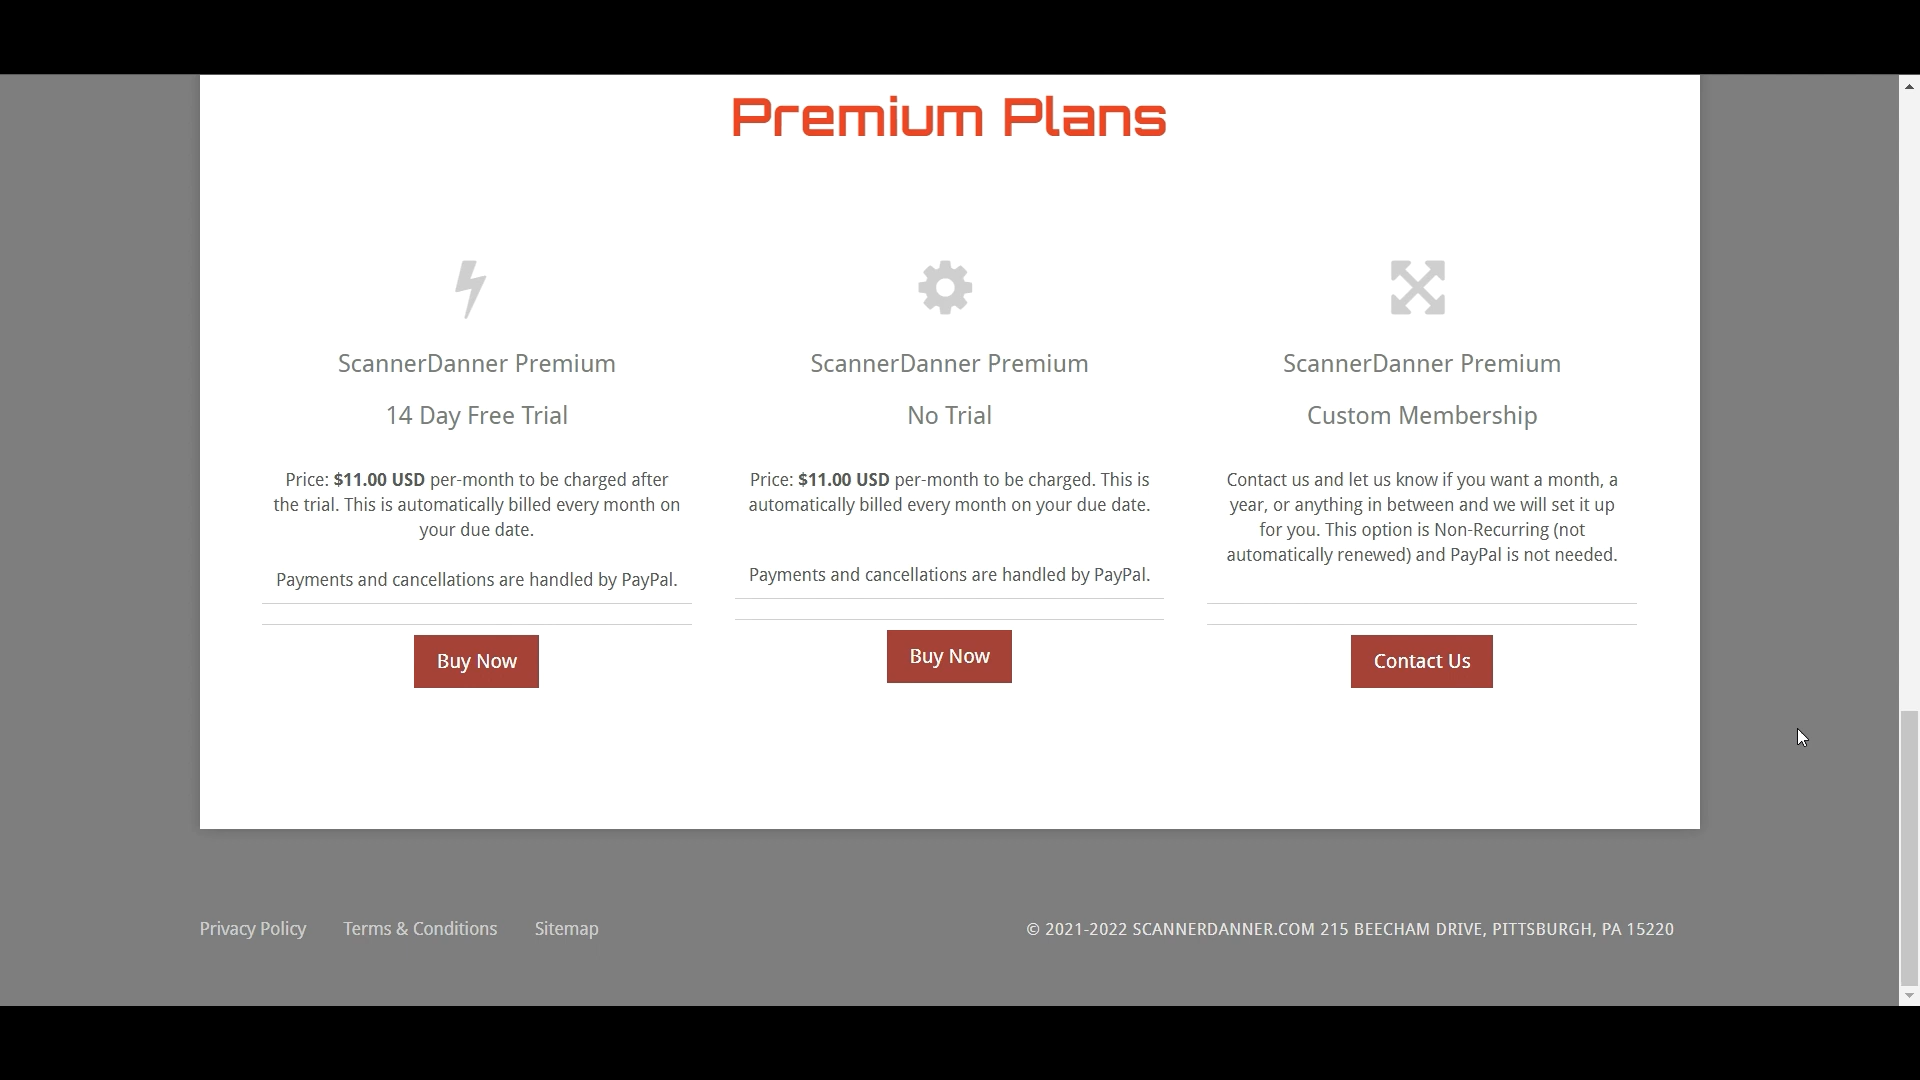 Premium Plans
ScannerDanner Premium
14 Day Free Trial
Price: $11.00 USD per-month to be charged after
the trial. This is automatically billed every month on
your due date.
Payments and cancellations are handled by PayPal.
Buy Now
ScannerDanner Premium
No Trial
Price: $11.00 USD per-month to be charged. This is
automatically billed every month on your due date.
Payments and cancellations are handled by PayPal.
Buy Now
ScannerDanner Premium
Custom Membership
Contact us and let us know if you want a month, a
year, or anything in between and we will set it up
for you. This option is Non-Recurring (not
automatically renewed) and PayPal is not needed.
Contact Us
Privacy Policy Terms & Conditions Sitemap
© 2021-2022 SCANNERDANNER.COM 215 BEECHAM DRIVE, PITTSBURGH, PA 15220